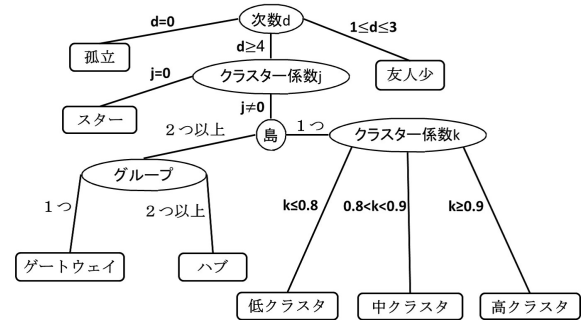 次数d
d=0
d≥4
1≤d≤3
孤立
クラスター係数j
友人少
j=0
j≠0
スター
２つ以上
島
１つ
クラスター係数k
グループ
１つ
２つ以上
k≤0.8
0.8<k<0.9
k≥0.9
ゲートウェイ
ハブ
低クラスタ
中クラスタ
高クラスタ